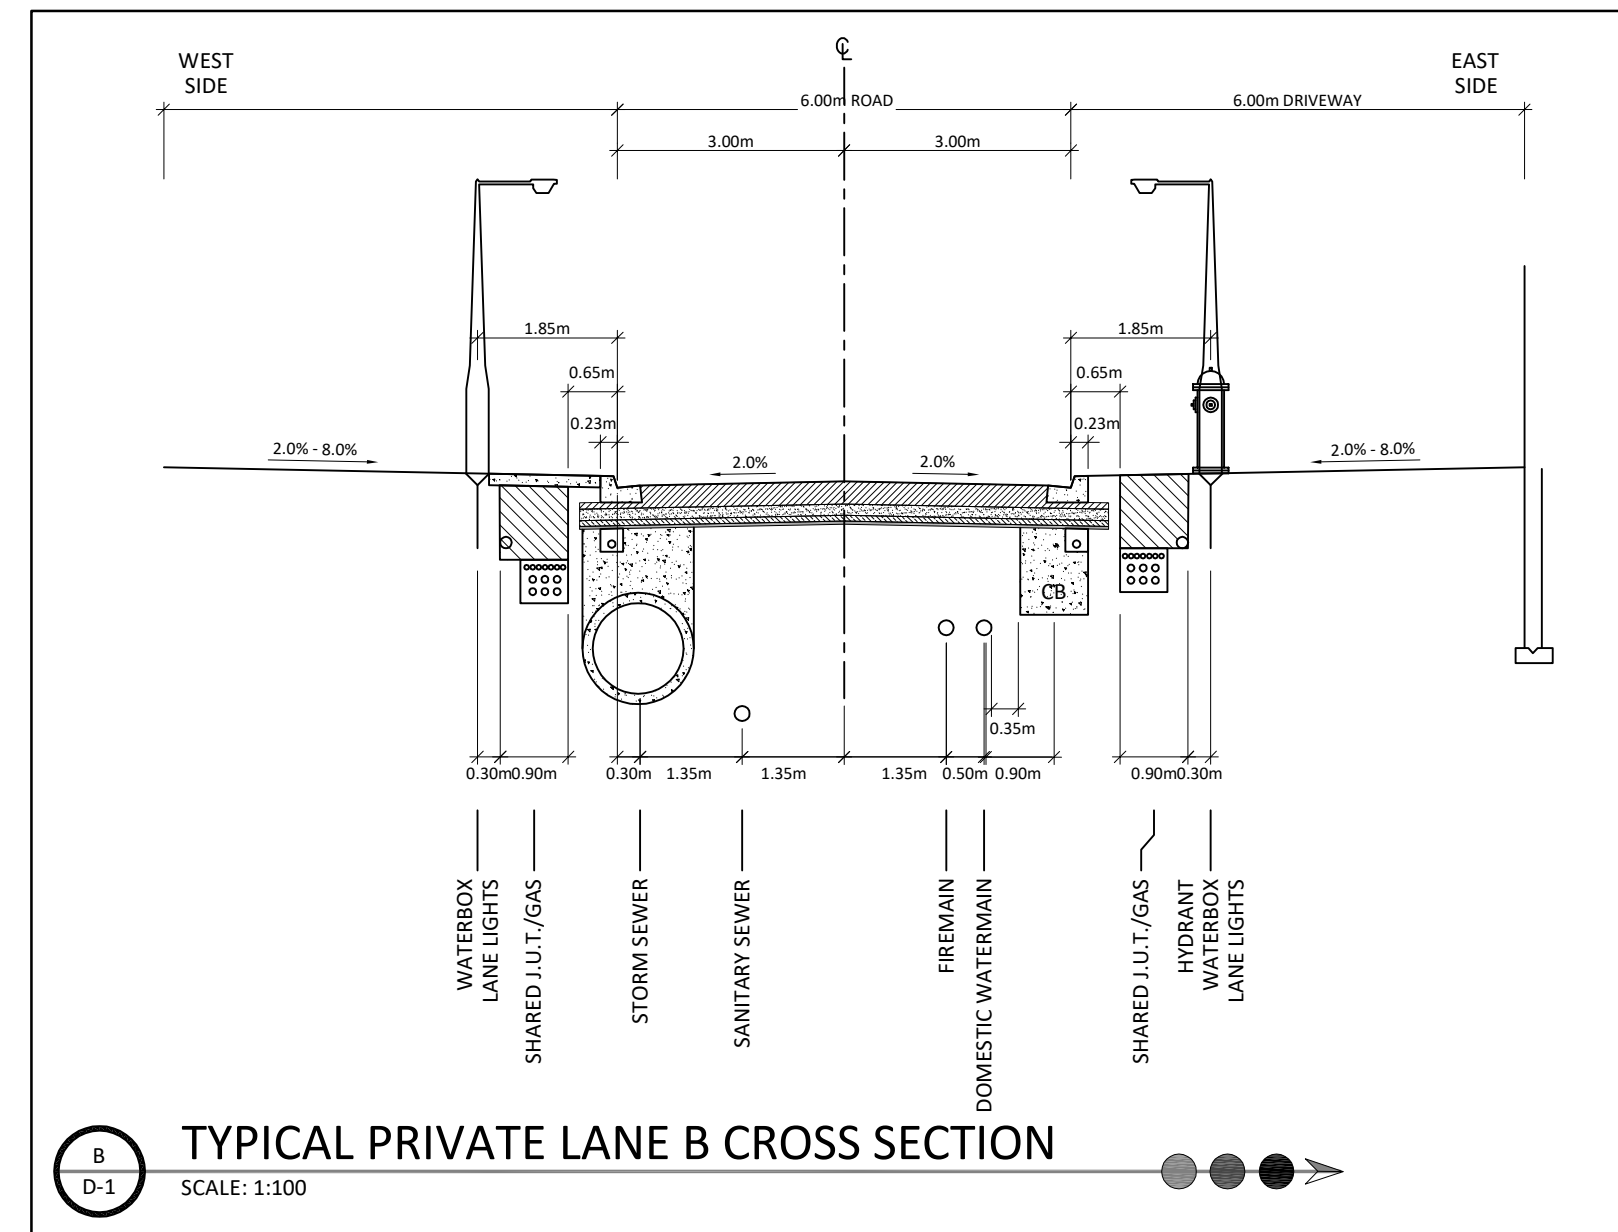 ℄
WEST
SIDE
EAST
SIDE
6.00m ROAD
6.00m DRIVEWAY
3.00m
3.00m
1.85m
1.85m
0.65m
0.65m
0.23m
0.23m
2.0% - 8.0%
2.0%
2.0%
2.0% - 8.0%
CB
0.35m
0.30m
0.90m
0.30m
1.35m
1.35m
1.35m
0.50m
0.90m
0.90m
0.30m
WATERBOX
LANE LIGHTS
SHARED J.U.T./GAS
STORM SEWER
SANITARY SEWER
FIREMAIN
DOMESTIC WATERMAIN
SHARED J.U.T./GAS
HYDRANT
WATERBOX
LANE LIGHTS
B
D-1
TYPICAL PRIVATE LANE B CROSS SECTION
SCALE: 1:100